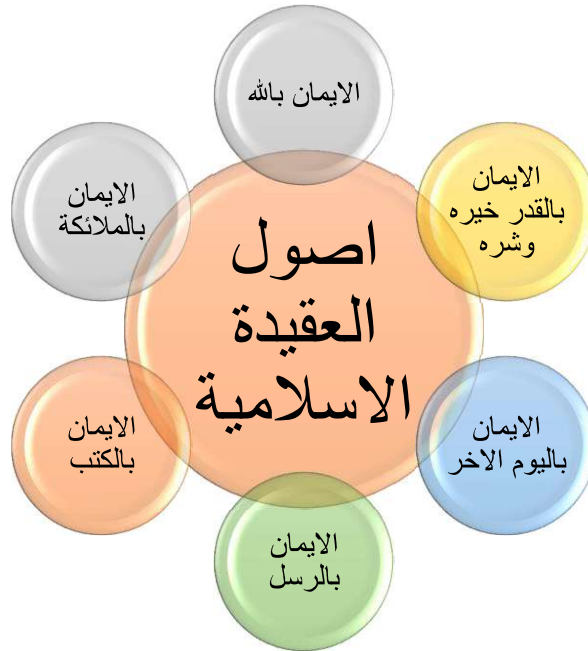 الايمان بالله
الايمان
بالملائكة
الايمان
بالقدر خيره
وشره
اصول
العقيدة
الاسلامية
الايمان
بالكتب
الايمان
باليوم الاخر
الايمان
بالرسل